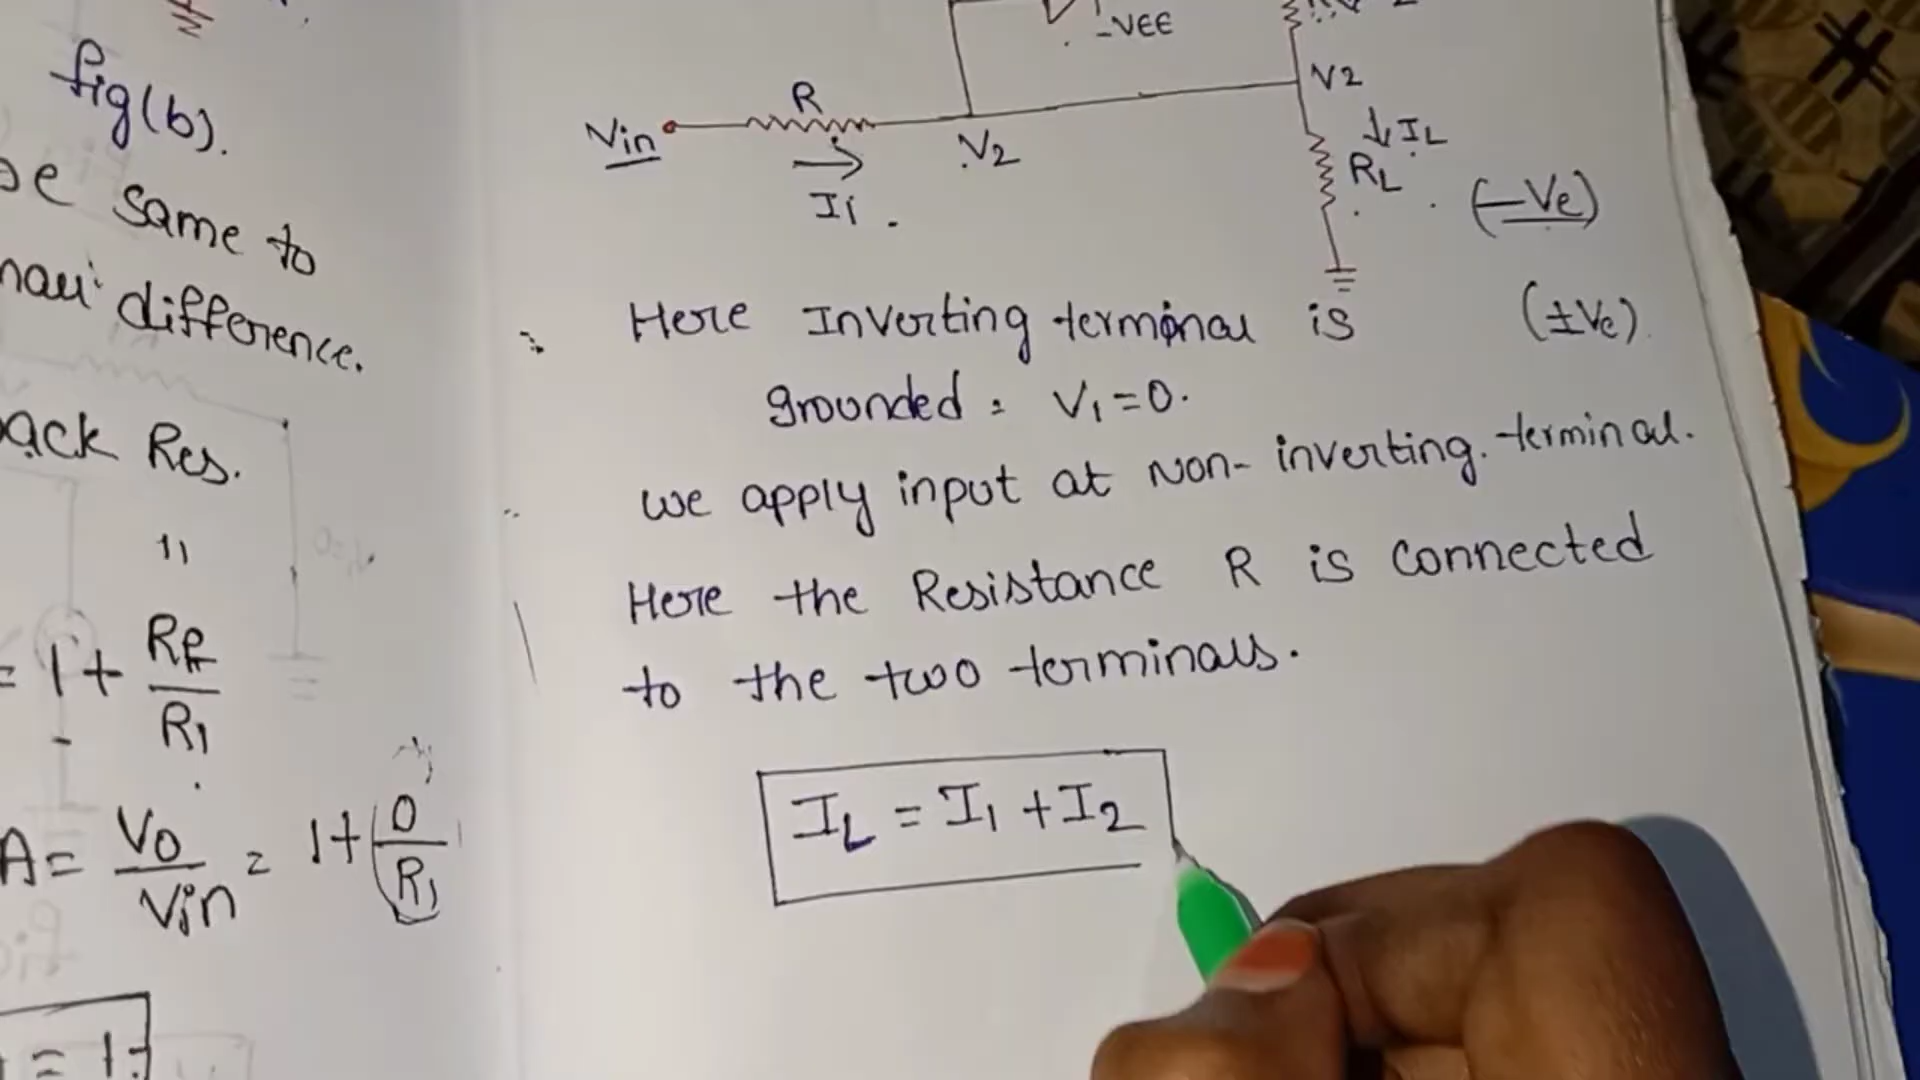 fig(b).
same to
difference.
Res.
"
= 1 + RF
R1
A = Vo
Vin = 1 + 0
R1
= 1
-VEE
V2
R
Vin
V2
I1.
IL
RL
(-Ve)
(±Ve)
Here Inverting terminal is
grounded = V1 = 0.
we apply input at Non-inverting. terminal.
Here the Resistance R is connected
to the two terminals.
IL = I1 + I2